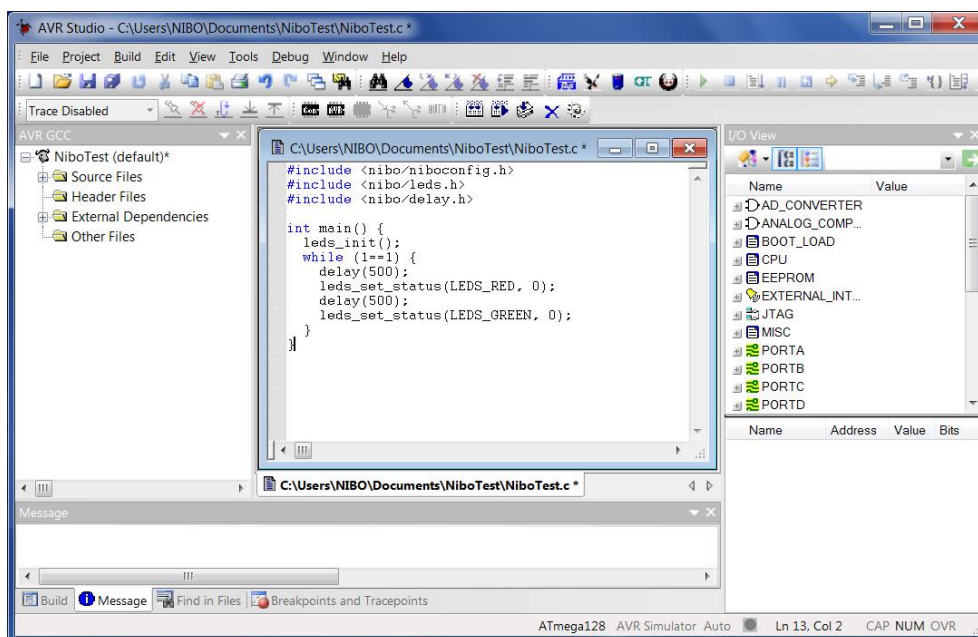 AVR Studio - C:\Users\NIBO\Documents\NiboTest\NiboTest.c *
File Project Build Edit View Tools Debug Window Help
Trace Disabled
AVR GCC
NiboTest (default)*
Source Files
Header Files
External Dependencies
Other Files
C:\Users\NIBO\Documents\NiboTest\NiboTest.c *
#include <nibo/niboconfig.h>
#include <nibo/leds.h>
#include <nibo/delay.h>
int main() {
leds_init();
while (1==1) {
delay(500);
leds_set_status(LEDS_RED, 0);
delay(500);
leds_set_status(LEDS_GREEN, 0);
}
}
C:\Users\NIBO\Documents\NiboTest\NiboTest.c *
I/O View
Name Value
AD_CONVERTER
ANALOG_COMP...
BOOT_LOAD
CPU
EEPROM
EXTERNAL_INT...
JTAG
MISC
PORTA
PORTB
PORTC
PORTD
Name Address Value Bits
Message
Build Message Find in Files Breakpoints and Tracepoints
ATmega128 AVR Simulator Auto Ln 13, Col 2 CAP NUM OVR